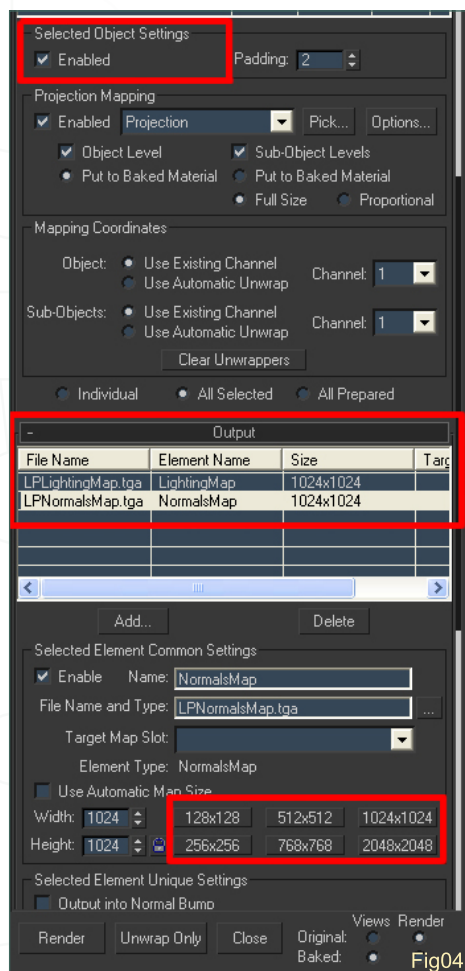 Selected Object Settings
Enabled Padding: 2
Projection Mapping
Enabled Projection Pick... Options...
Object Level Sub-Object Levels
Put to Baked Material Put to Baked Material
Full Size Proportional
Mapping Coordinates
Object: Use Existing Channel
Use Automatic Unwrap
Channel: 1
Sub-Objects: Use Existing Channel
Use Automatic Unwrap
Channel: 1
Clear Unwrappers
Individual All Selected All Prepared
- Output
File Name Element Name Size Targ
LPLightingMap.tga LightingMap 1024x1024
LPNormalsMap.tga NormalsMap 1024x1024
Add... Delete
Selected Element Common Settings
Enable Name: NormalsMap
File Name and Type: LPNormalsMap.tga ...
Target Map Slot:
Element Type: NormalsMap
Use Automatic Map Size
Width: 1024 128x128 512x512 1024x1024
Height: 1024 256x256 768x768 2048x2048
Selected Element Unique Settings
Output into Normal Bump
Views Render
Render Unwrap Only Close Original:
Baked:
Fig04